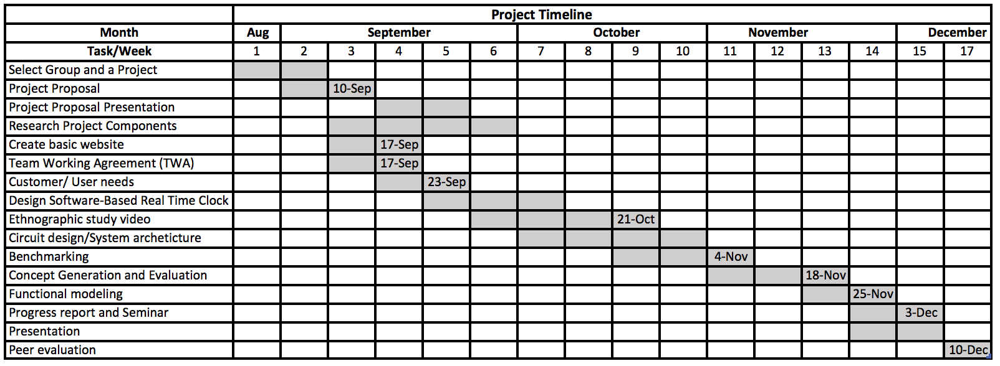 Project Timeline
Month Aug September October November December
Task/Week 1 2 3 4 5 6 7 8 9 10 11 12 13 14 15 17
Select Group and a Project
Project Proposal 10-Sep
Project Proposal Presentation
Research Project Components
Create basic website 17-Sep
Team Working Agreement (TWA) 17-Sep
Customer/ User needs 23-Sep
Design Software-Based Real Time Clock
Ethnographic study video 21-Oct
Circuit design/System archeticture
Benchmarking 4-Nov
Concept Generation and Evaluation 18-Nov
Functional modeling 25-Nov
Progress report and Seminar 3-Dec
Presentation
Peer evaluation 10-Dec